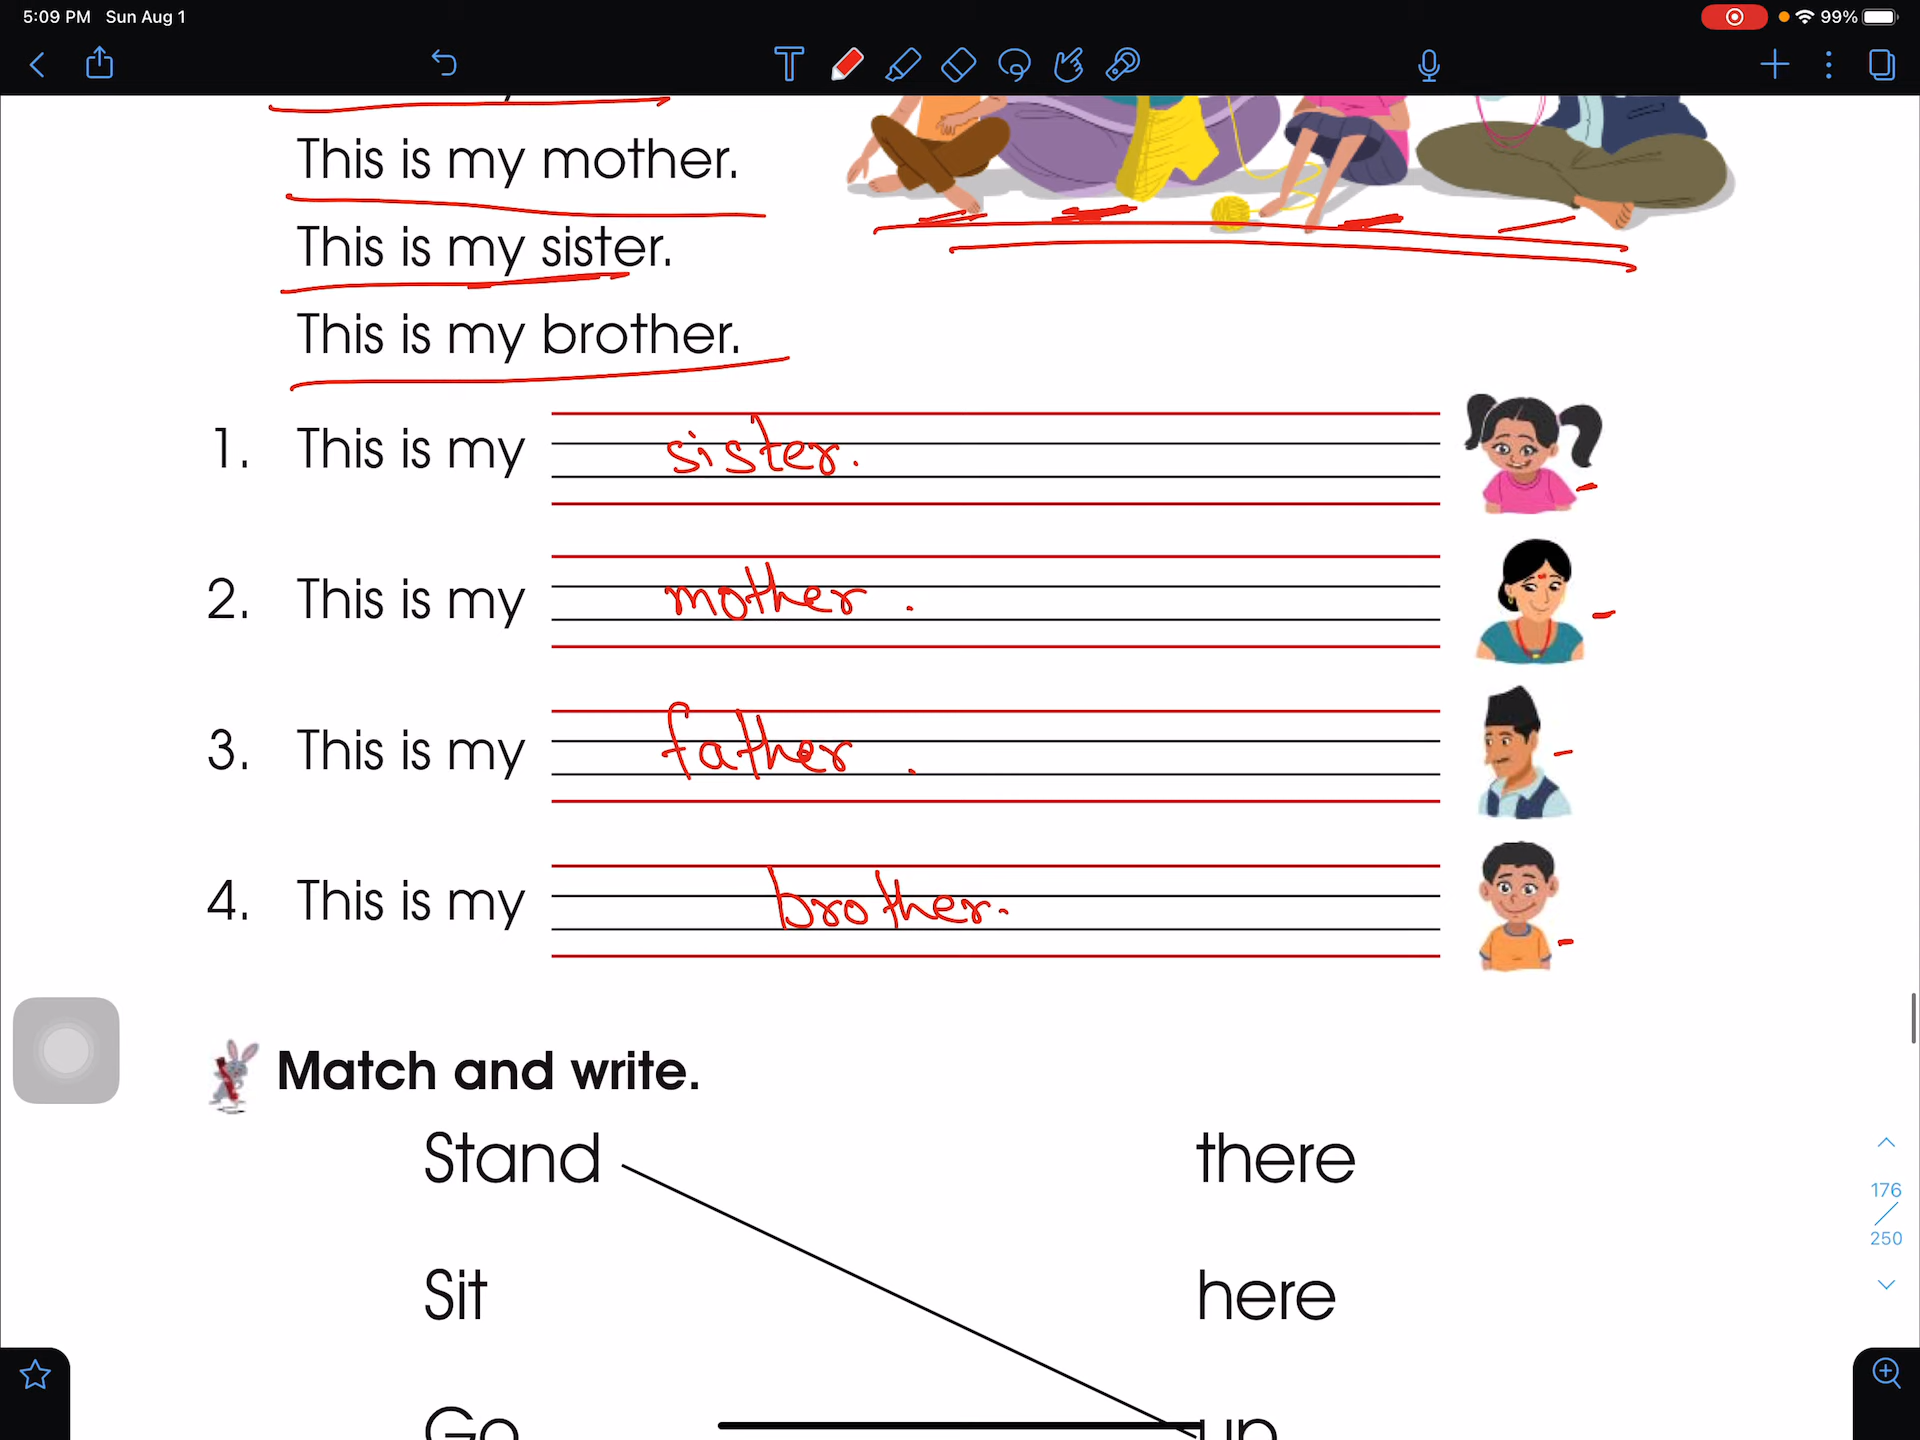 5:09 PM Sun Aug 1
99%
This is my mother.
This is my sister.
This is my brother.
1. This is my sister.
2. This is my mother.
3. This is my father.
4. This is my brother.
Match and write.
Stand there
Sit here
176
250
Go up